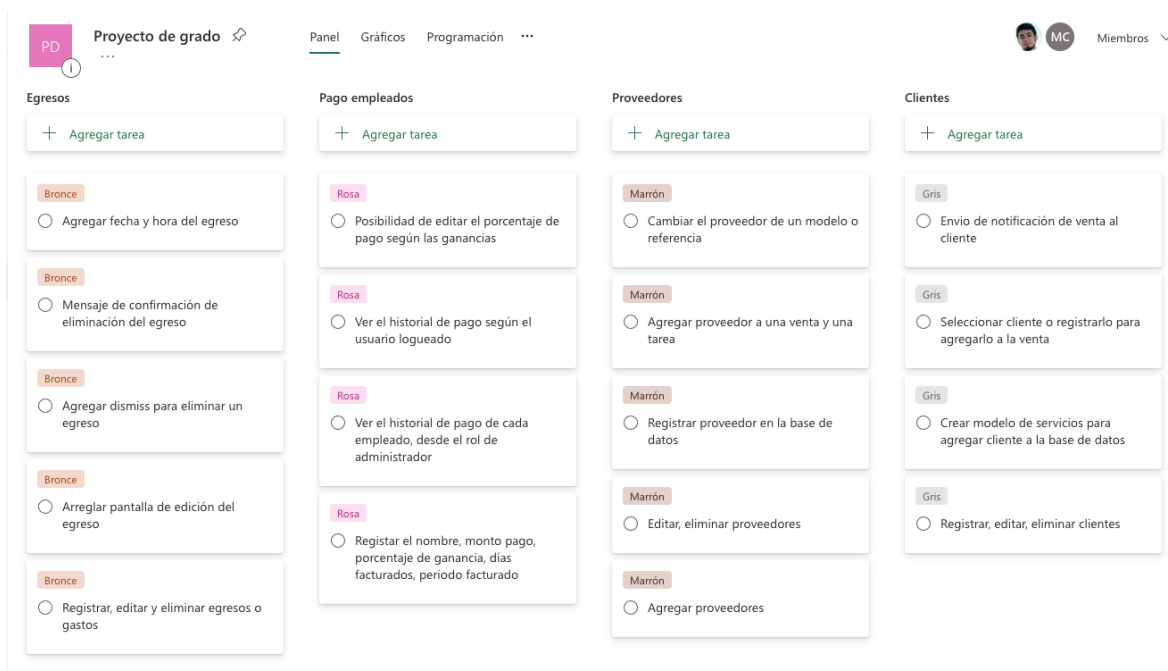 PD
Proyecto de grado
...
Panel
Gráficos
Programación
...
MC
Miembros
Egresos
Agregar tarea
Bronce
Agregar fecha y hora del egreso
Bronce
Mensaje de confirmación de
eliminación del egreso
Bronce
Agregar dismiss para eliminar un
egreso
Bronce
Arreglar pantalla de edición del
egreso
Bronce
Registrar, editar y eliminar egresos o
gastos
Pago empleados
Agregar tarea
Rosa
Posibilidad de editar el porcentaje de
pago según las ganancias
Rosa
Ver el historial de pago según el
usuario logueado
Rosa
Ver el historial de pago de cada
empleado, desde el rol de
administrador
Rosa
Registar el nombre, monto pago,
porcentaje de ganancia, días
facturados, periodo facturado
Proveedores
Agregar tarea
Marrón
Cambiar el proveedor de un modelo o
referencia
Marrón
Agregar proveedor a una venta y una
tarea
Marrón
Registrar proveedor en la base de
datos
Marrón
Editar, eliminar proveedores
Marrón
Agregar proveedores
Clientes
Agregar tarea
Gris
Envio de notificación de venta al
cliente
Gris
Seleccionar cliente o registrarlo para
agregarlo a la venta
Gris
Crear modelo de servicios para
agregar cliente a la base de datos
Gris
Registrar, editar, eliminar clientes